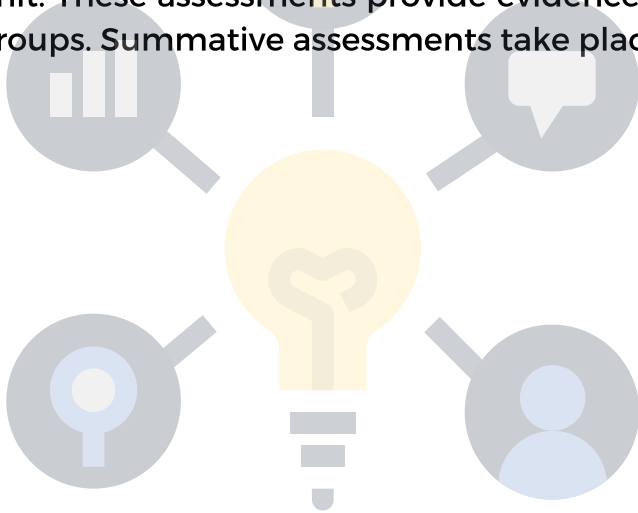 nit. These assessments provide evidence
roups. Summative assessments take plac